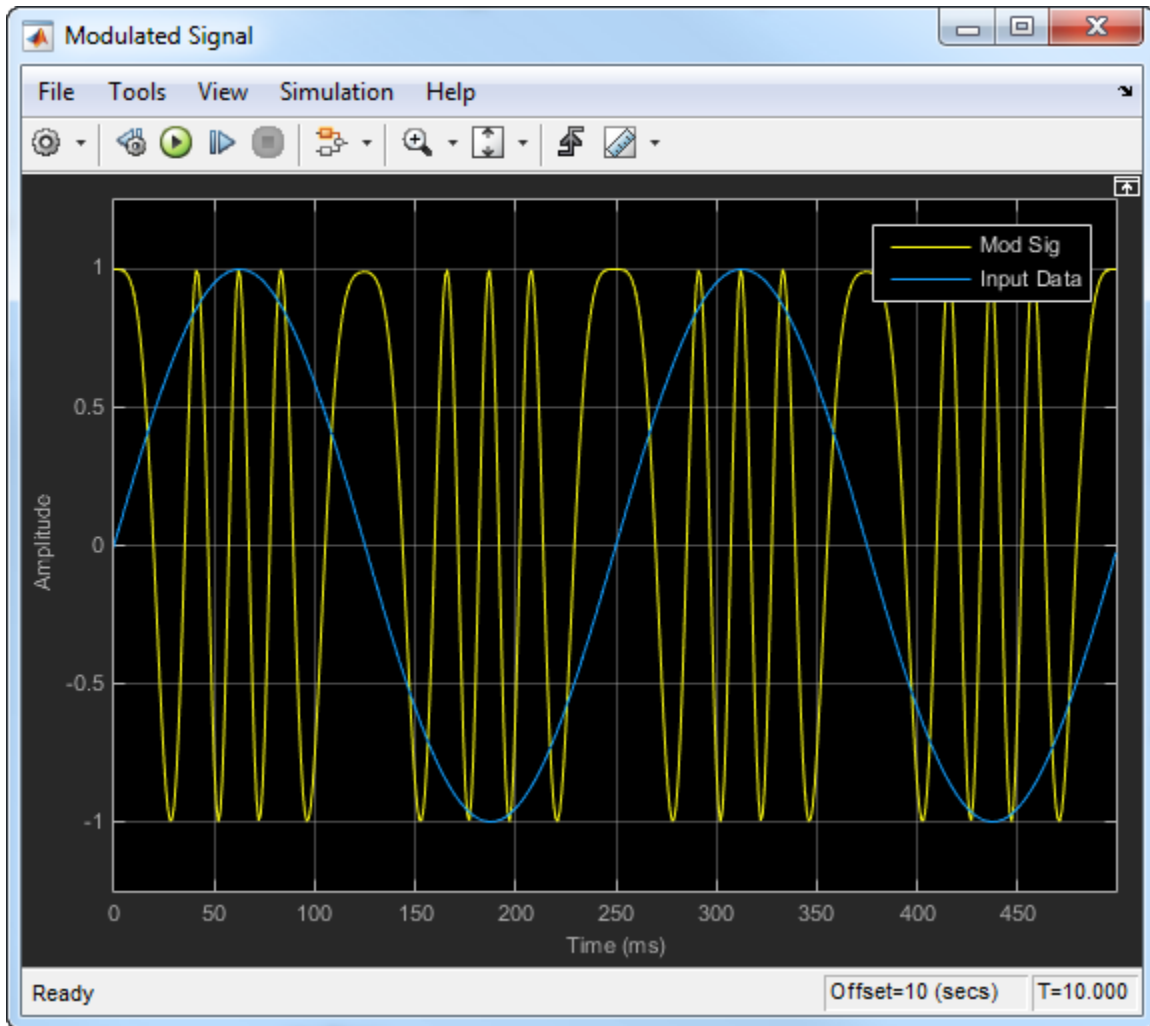 Modulated Signal
File Tools View Simulation Help
Mod Sig
Input Data
1
0.5
0
-0.5
-1
Amplitude
0 50 100 150 200 250 300 350 400 450
Time (ms)
Ready Offset=10 (secs) T=10.000